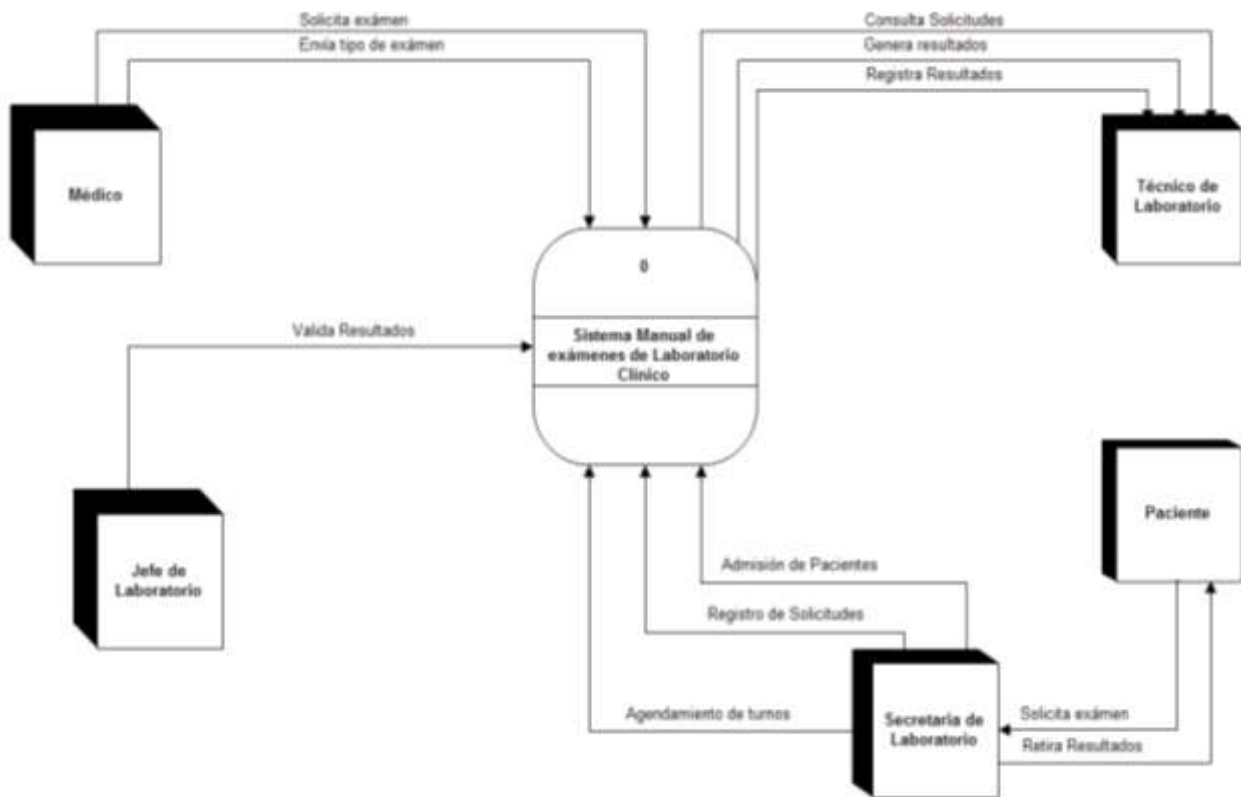 Solicita exámen
Envía tipo de exámen
Consulta Solicitudes
Genera resultados
Registra Resultados
Médico
Técnico de
Laboratorio
0
Sistema Manual de
exámenes de Laboratorio
Clínico
Valida Resultados
Jefe de
Laboratorio
Paciente
Admisión de Pacientes
Registro de Solicitudes
Agendamiento de turnos
Secretaria de
Laboratorio
Solicita exámen
Retira Resultados